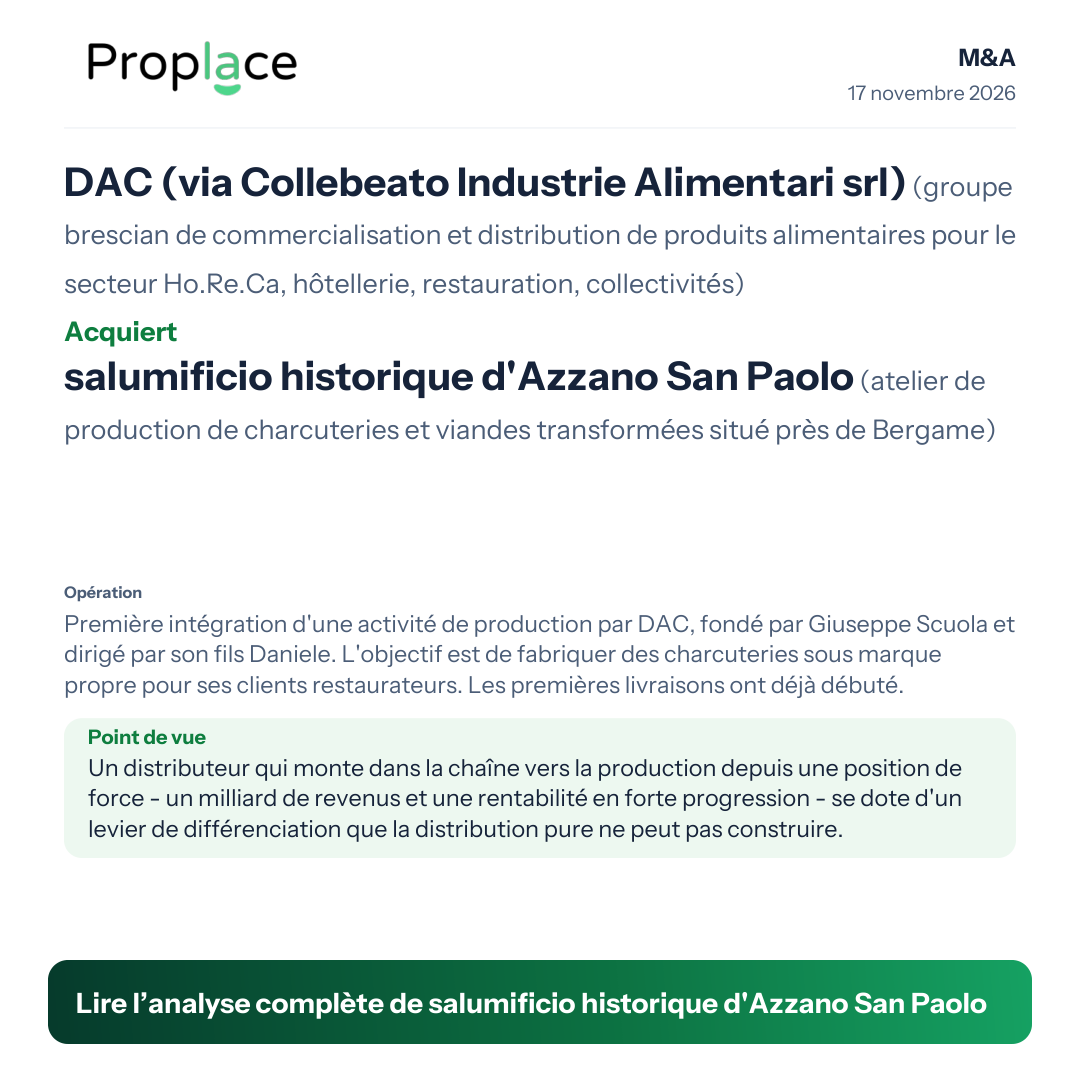 Proplace
M&A
17 novembre 2026
DAC (via Collebeato Industrie Alimentari srl) (groupe
brescian de commercialisation et distribution de produits alimentaires pour le
secteur Ho.Re.Ca, hôtellerie, restauration, collectivités)
Acquiert
salumificio historique d'Azzano San Paolo (atelier de
production de charcuteries et viandes transformées situé près de Bergame)
Opération
Première intégration d'une activité de production par DAC, fondé par Giuseppe Scuola et
dirigé par son fils Daniele. L'objectif est de fabriquer des charcuteries sous marque
propre pour ses clients restaurateurs. Les premières livraisons ont déjà débuté.
Point de vue
Un distributeur qui monte dans la chaîne vers la production depuis une position de
force - un milliard de revenus et une rentabilité en forte progression - se dote d'un
levier de différenciation que la distribution pure ne peut pas construire.
Lire l’analyse complète de salumificio historique d'Azzano San Paolo